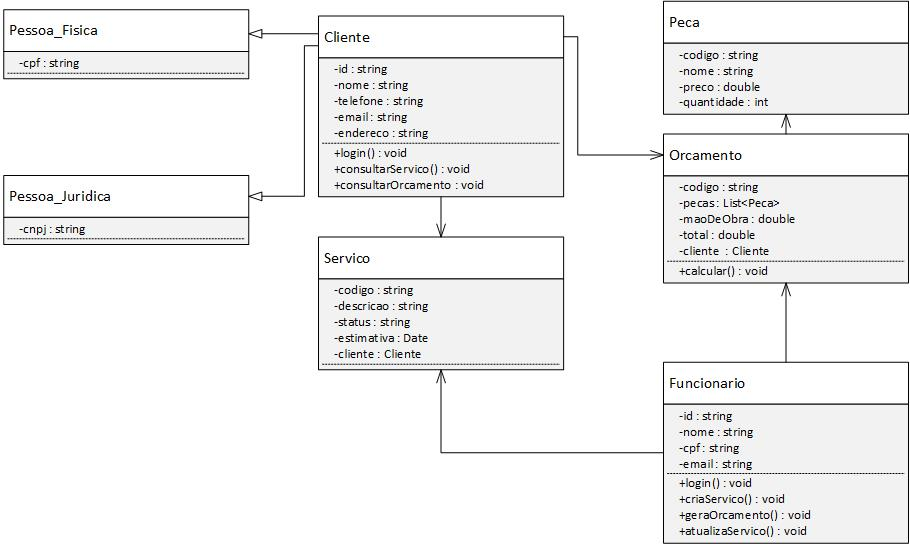 Pessoa_Fisica
-cpf : string
Pessoa_Juridica
-cnpj : string
Cliente
-id : string
-nome : string
-telefone : string
-email : string
-endereco : string
+login() : void
+consultarServico() : void
+consultarOrcamento : void
Servico
-codigo : string
-descricao : string
-status : string
-estimativa : Date
-cliente : Cliente
Peca
-codigo : string
-nome : string
-preco : double
-quantidade : int
Orcamento
-codigo : string
-pecas : List<Peca>
-maoDeObra : double
-total : double
-cliente : Cliente
+calcular() : void
Funcionario
-id : string
-nome : string
-cpf : string
-email : string
+login() : void
+criaServico() : void
+geraOrcamento() : void
+atualizaServico() : void